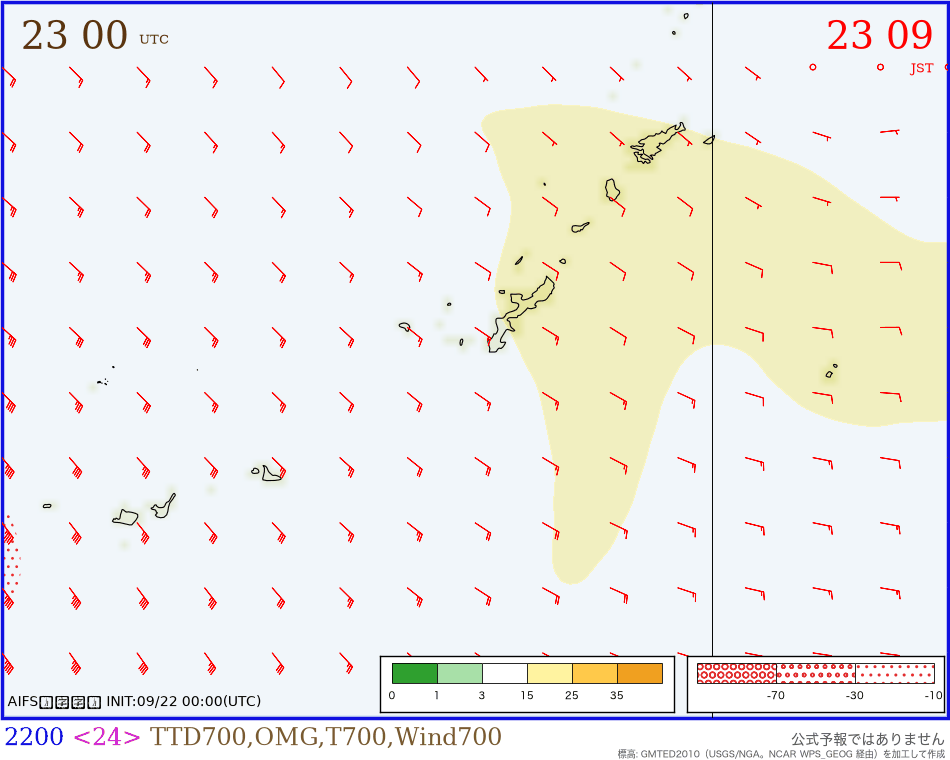 23 00 UTC
23 09
JST
0 1 3 15 25 35
-70 -30 -10
AIFS INIT:09/22 00:00(UTC)
2200 <24> TTD700,OMG,T700,Wind700
公式予報ではありません
標高: GMTED2010（USGS/NGA。NCAR WPS_GEOG 経由）を加工して作成